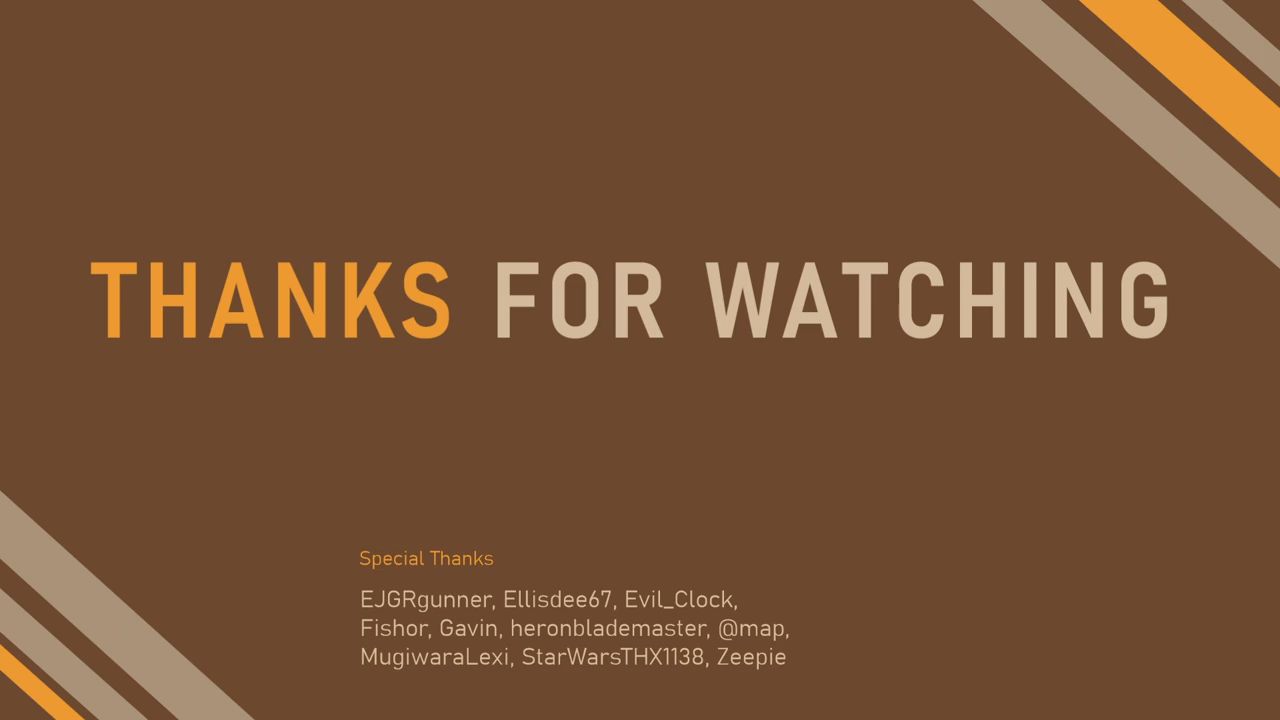 THANKS FOR WATCHING
Special Thanks
EJGRgunner, Ellisdee67, Evil_Clock,
Fishor, Gavin, heronblademaster, @map,
MugiwaraLexi, StarWarsTHX1138, Zeepie